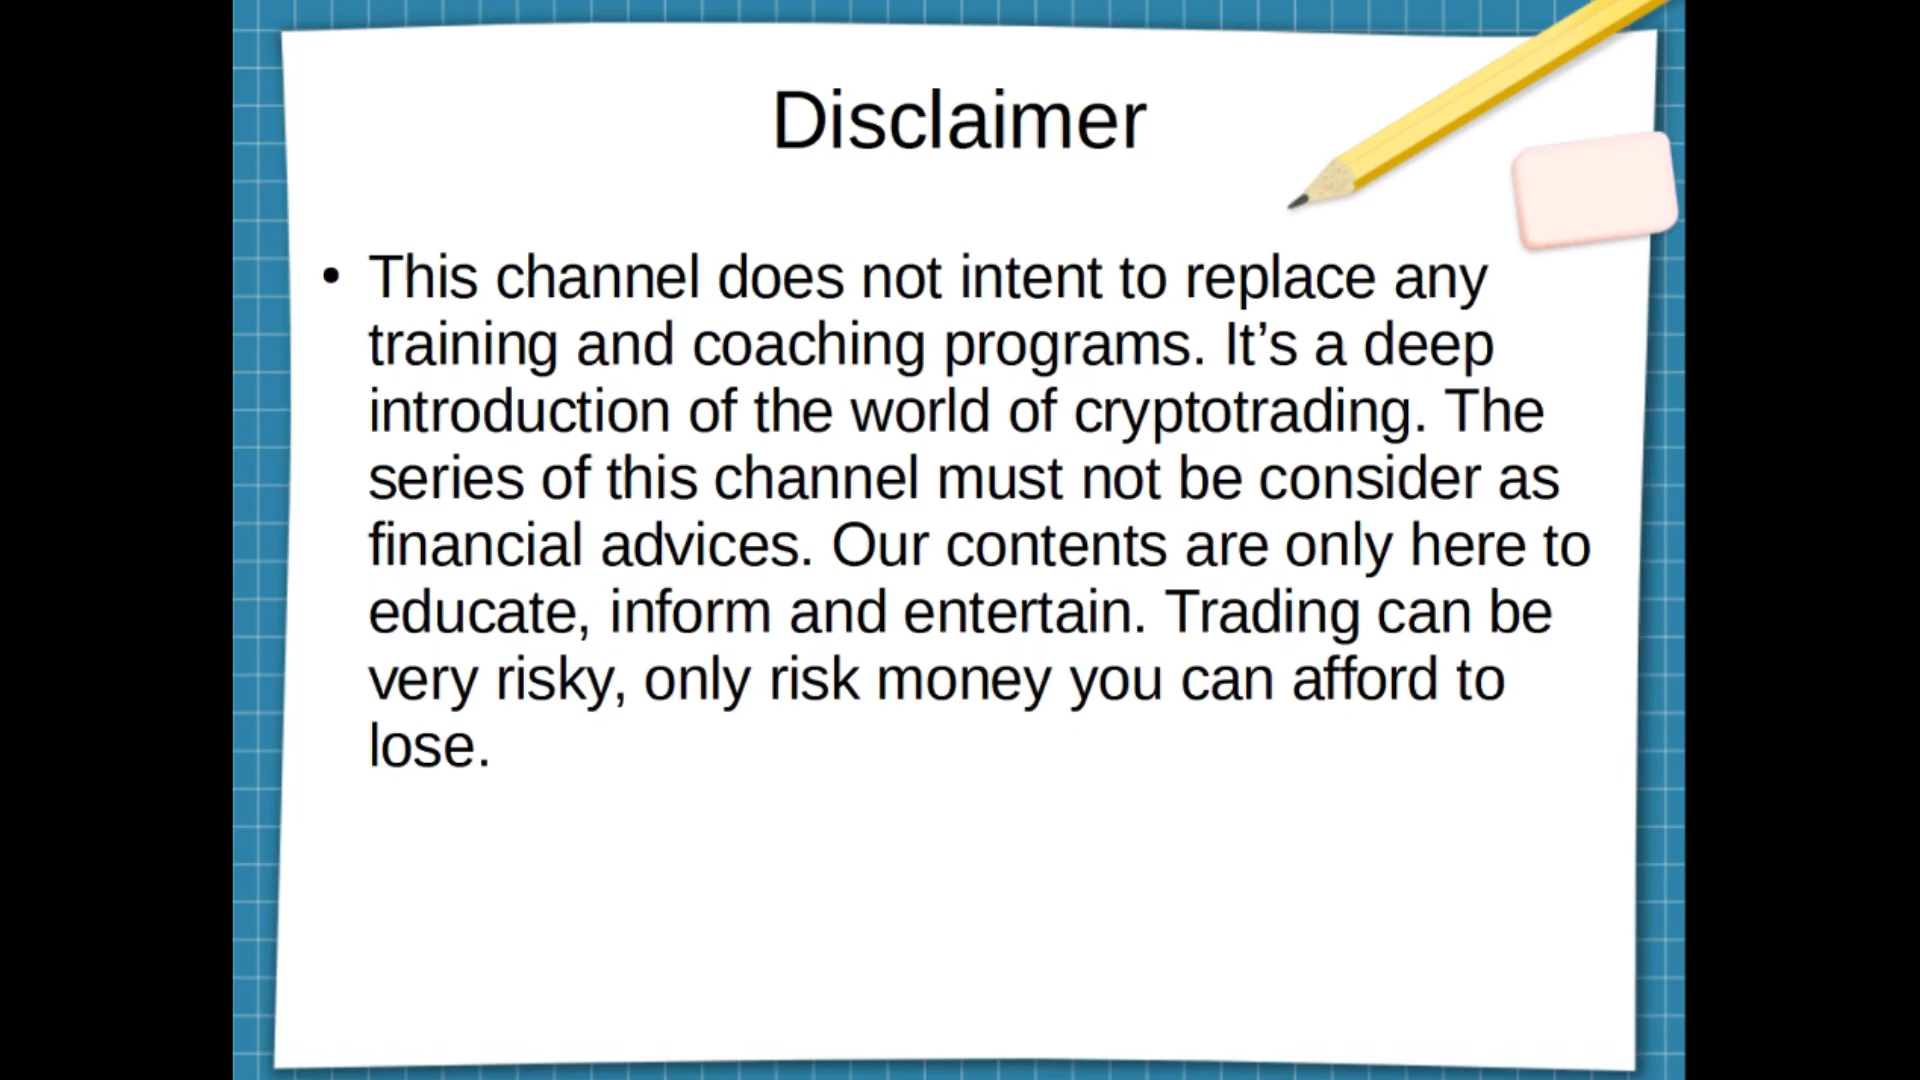 Disclaimer
• This channel does not intent to replace any
training and coaching programs. It’s a deep
introduction of the world of cryptotrading. The
series of this channel must not be consider as
financial advices. Our contents are only here to
educate, inform and entertain. Trading can be
very risky, only risk money you can afford to
lose.